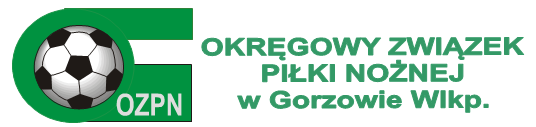 OZPN
OKRĘGOWY ZWIĄZEK
PIŁKI NOŻNEJ
w Gorzowie Wlkp.